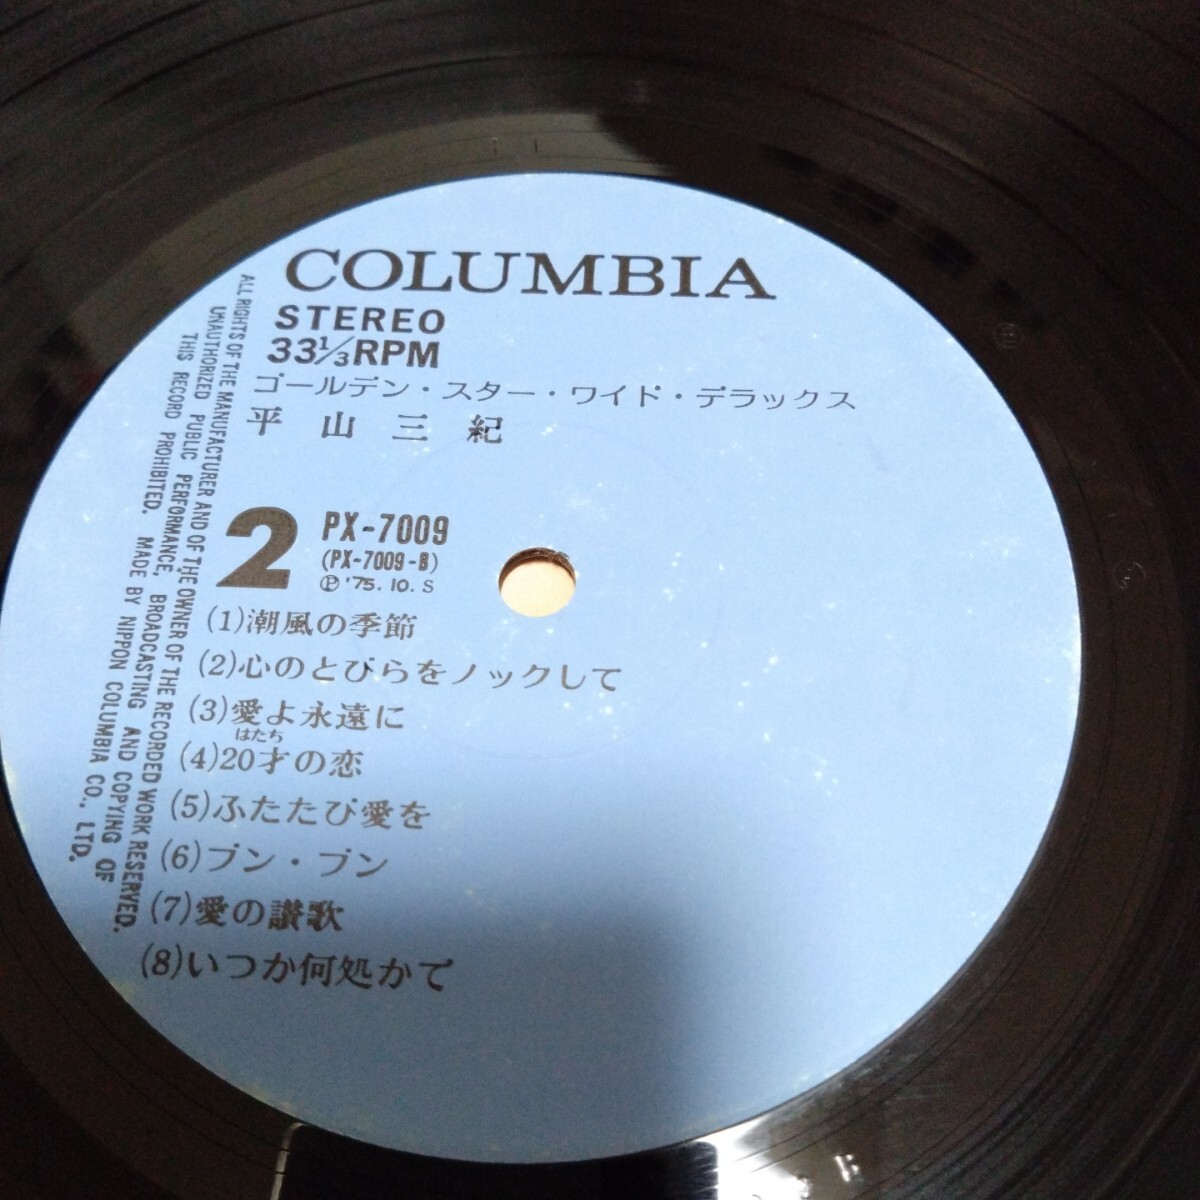 COLUMBIA
STEREO
33⅓RPM
ゴールデン・スター・ワイド・デラックス
平山三紀
2
PX-7009
(PX-7009-B)
Ⓟ'75.10.S
(1)潮風の季節
(2)心のとびらをノックして
(3)愛よ永遠に
はたち
(4)20才の恋
(5)ふたたび愛を
(6)ブン・ブン
(7)愛の讃歌
(8)いつか何処かで
ALL RIGHTS OF THE MANUFACTURER AND OF THE OWNER OF THE RECORDED WORK RESERVED.
UNAUTHORIZED PUBLIC PERFORMANCE, BROADCASTING AND COPYING OF
THIS RECORD PROHIBITED. MADE BY NIPPON COLUMBIA CO., LTD.